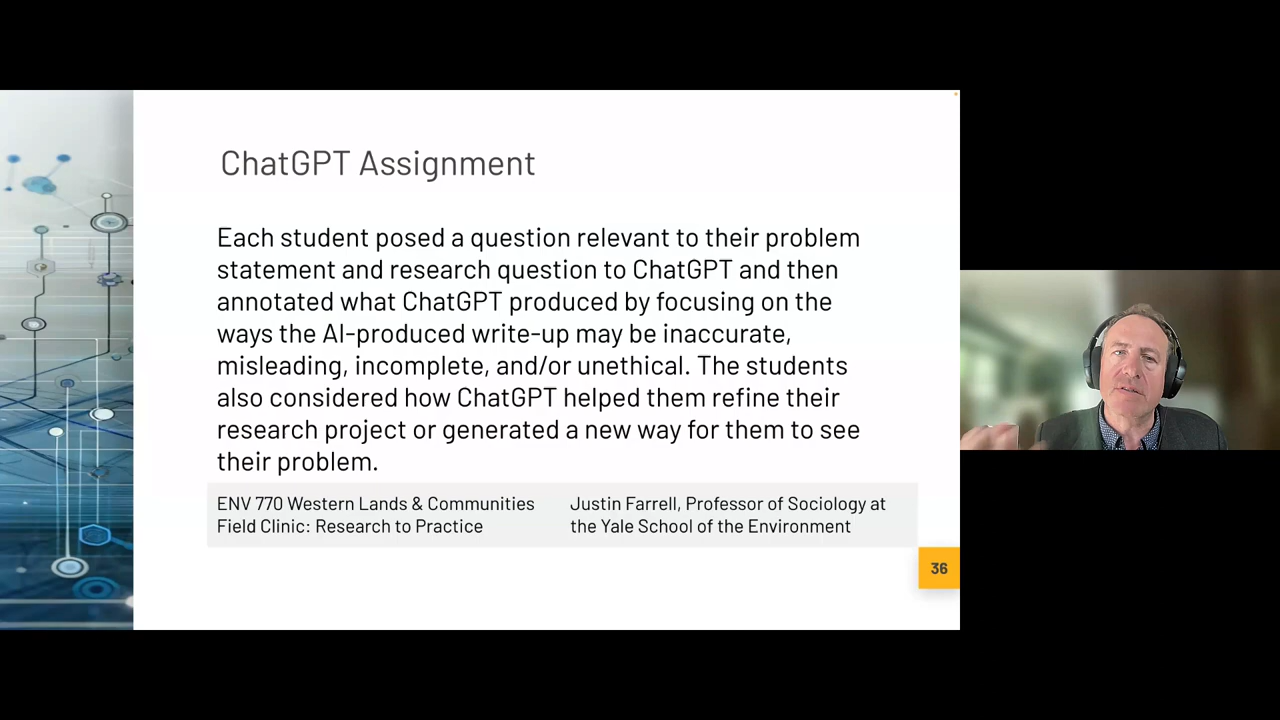 ChatGPT Assignment
Each student posed a question relevant to their problem
statement and research question to ChatGPT and then
annotated what ChatGPT produced by focusing on the
ways the AI-produced write-up may be inaccurate,
misleading, incomplete, and/or unethical. The students
also considered how ChatGPT helped them refine their
research project or generated a new way for them to see
their problem.
ENV 770 Western Lands & Communities
Field Clinic: Research to Practice
Justin Farrell, Professor of Sociology at
the Yale School of the Environment
36